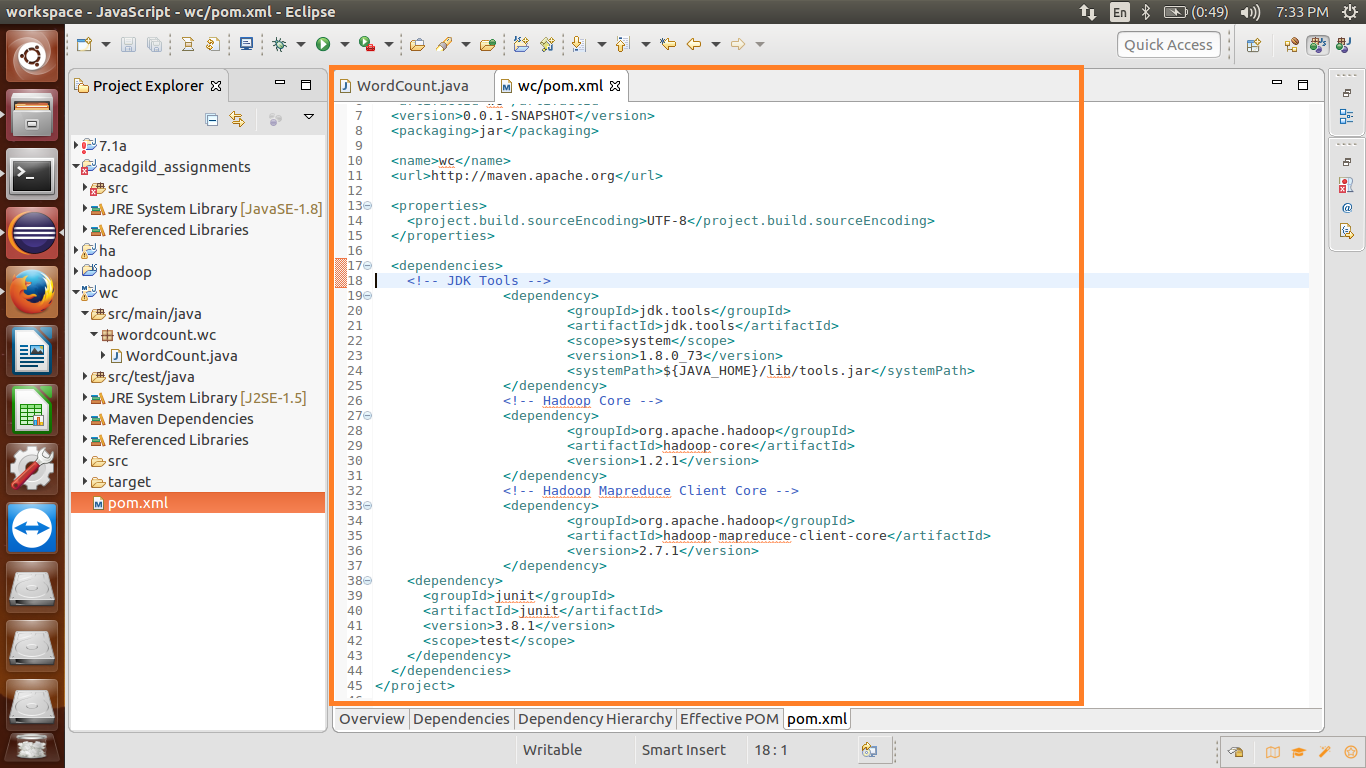 workspace - JavaScript - wc/pom.xml - Eclipse
En
(0:49)
7:33 PM
Quick Access
Project Explorer
7.1a
acadgild_assignments
src
JRE System Library [JavaSE-1.8]
Referenced Libraries
ha
hadoop
wc
src/main/java
wordcount.wc
WordCount.java
src/test/java
JRE System Library [J2SE-1.5]
Maven Dependencies
Referenced Libraries
src
target
pom.xml
WordCount.java
wc/pom.xml
7 <version>0.0.1-SNAPSHOT</version>
8 <packaging>jar</packaging>
9
10 <name>wc</name>
11 <url>http://maven.apache.org</url>
12
13 <properties>
14 <project.build.sourceEncoding>UTF-8</project.build.sourceEncoding>
15 </properties>
16
17 <dependencies>
18 <!-- JDK Tools -->
19 <dependency>
20 <groupId>jdk.tools</groupId>
21 <artifactId>jdk.tools</artifactId>
22 <scope>system</scope>
23 <version>1.8.0_73</version>
24 <systemPath>${JAVA_HOME}/lib/tools.jar</systemPath>
25 </dependency>
26 <!-- Hadoop Core -->
27 <dependency>
28 <groupId>org.apache.hadoop</groupId>
29 <artifactId>hadoop-core</artifactId>
30 <version>1.2.1</version>
31 </dependency>
32 <!-- Hadoop Mapreduce Client Core -->
33 <dependency>
34 <groupId>org.apache.hadoop</groupId>
35 <artifactId>hadoop-mapreduce-client-core</artifactId>
36 <version>2.7.1</version>
37 </dependency>
38 <dependency>
39 <groupId>junit</groupId>
40 <artifactId>junit</artifactId>
41 <version>3.8.1</version>
42 <scope>test</scope>
43 </dependency>
44 </dependencies>
45 </project>
Overview
Dependencies
Dependency Hierarchy
Effective POM
pom.xml
Writable
Smart Insert
18 : 1